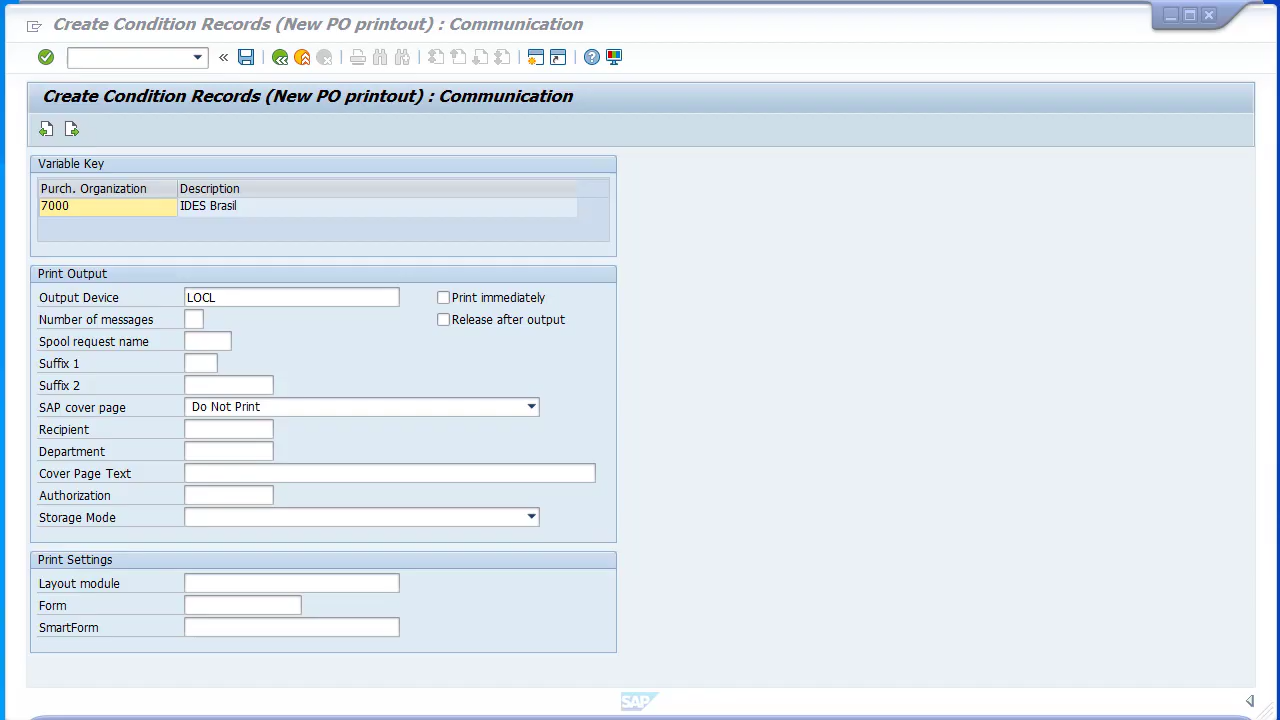 Create Condition Records (New PO printout) : Communication
Create Condition Records (New PO printout) : Communication
Variable Key
Purch. Organization Description
7000 IDES Brasil
Print Output
Output Device LOCL Print immediately
Number of messages Release after output
Spool request name
Suffix 1
Suffix 2
SAP cover page Do Not Print
Recipient
Department
Cover Page Text
Authorization
Storage Mode
Print Settings
Layout module
Form
SmartForm
SAP